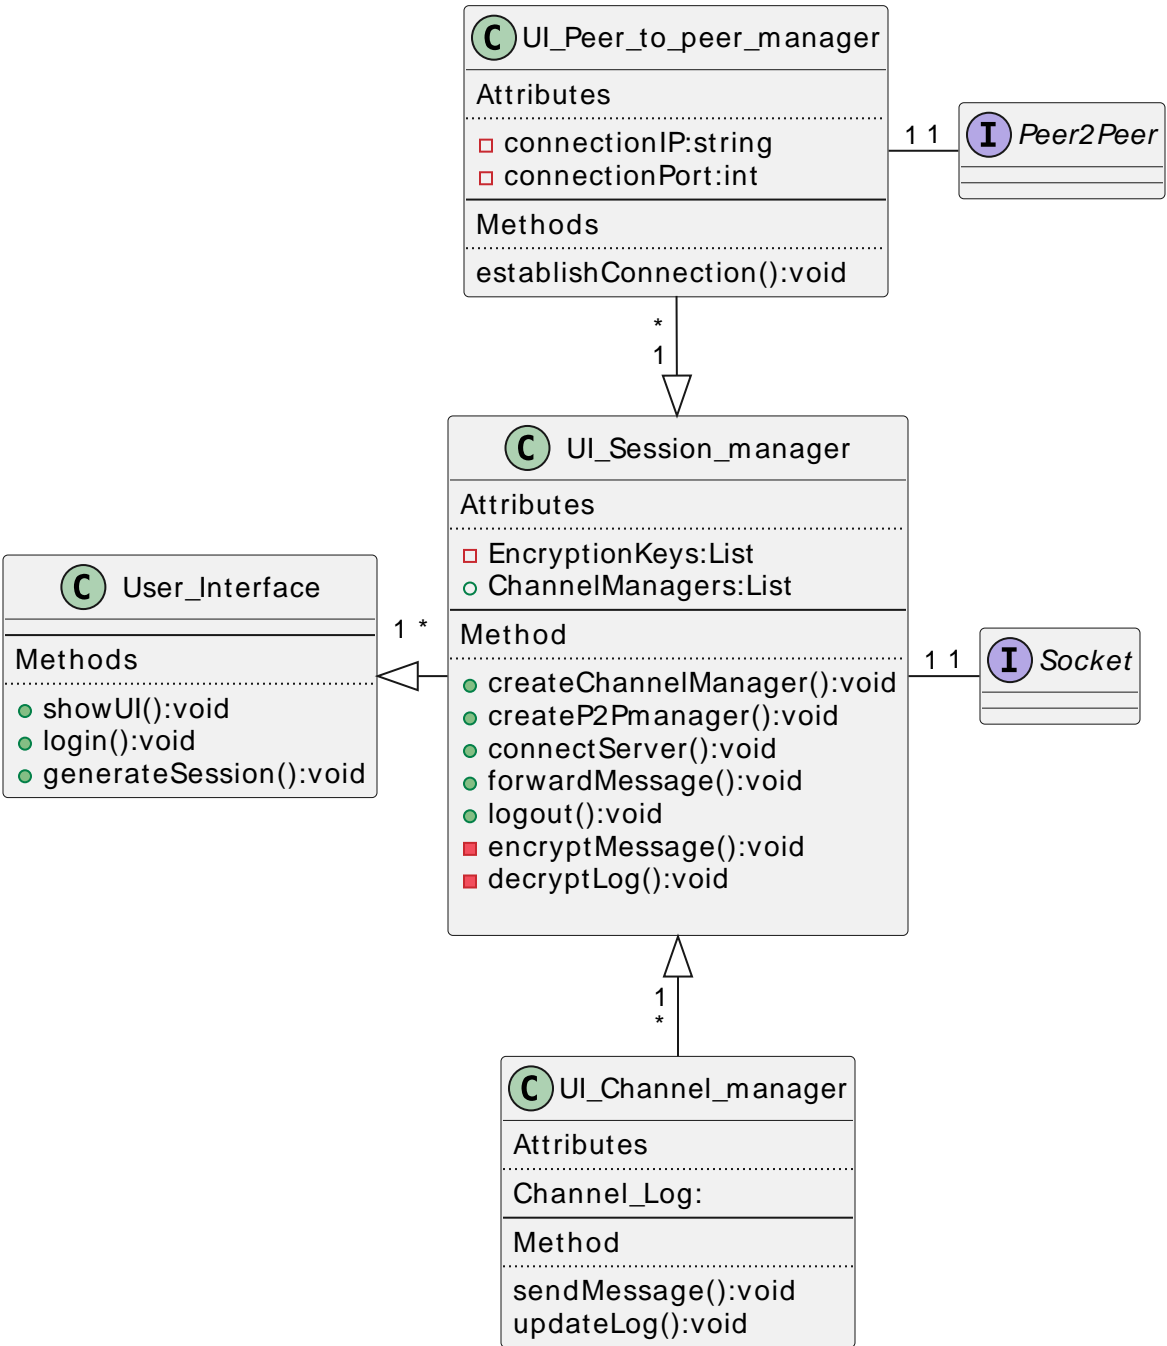 C UI_Peer_to_peer_manager
Attributes
connectionIP:string
connectionPort:int
Methods
establishConnection():void
1 1
I Peer2Peer
*
1
C UI_Session_manager
Attributes
EncryptionKeys:List
ChannelManagers:List
Method
createChannelManager():void
createP2Pmanager():void
connectServer():void
forwardMessage():void
logout():void
encryptMessage():void
decryptLog():void
C User_Interface
Methods
showUI():void
login():void
generateSession():void
1 *
1 1
I Socket
1
*
C UI_Channel_manager
Attributes
Channel_Log:
Method
sendMessage():void
updateLog():void